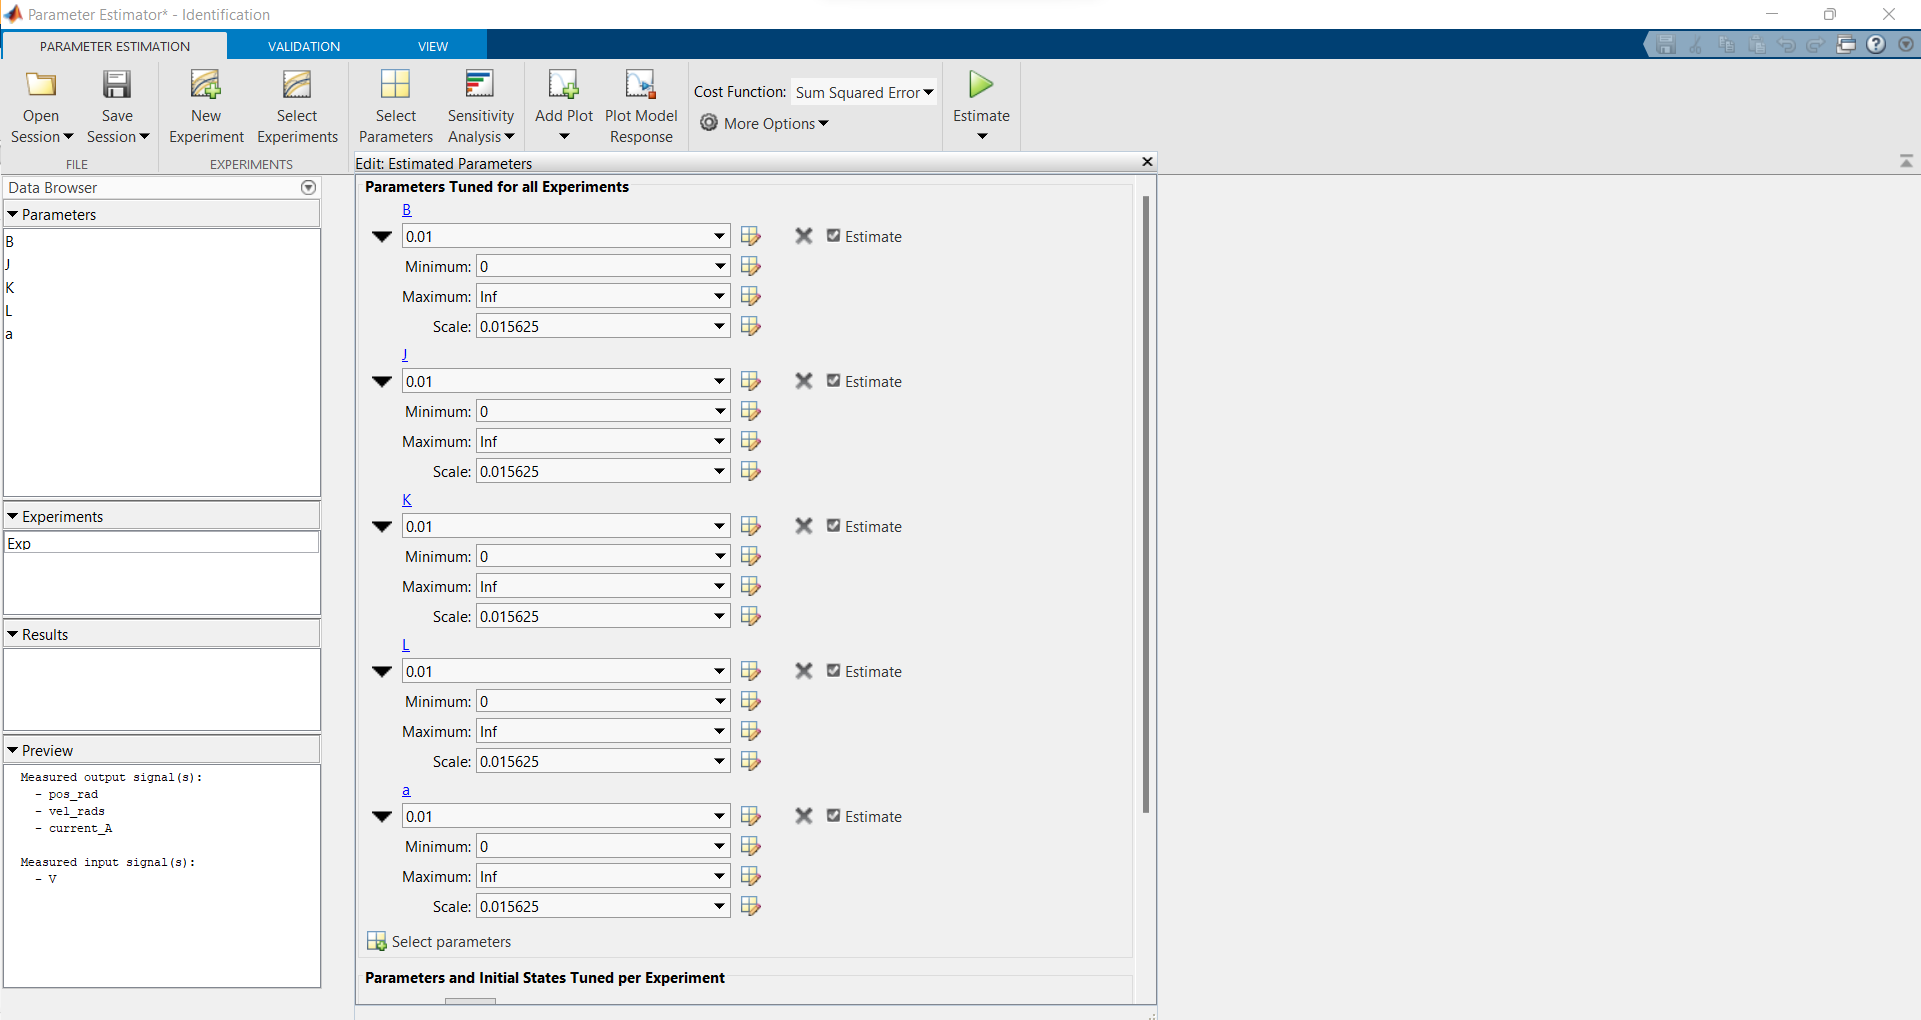 Parameter Estimator* - Identification
PARAMETER ESTIMATION VALIDATION VIEW
Open Session
Save Session
FILE
New Experiment
Select Experiments
EXPERIMENTS
Select Parameters
Sensitivity Analysis
Add Plot
Plot Model Response
Cost Function: Sum Squared Error
More Options
Estimate
Data Browser
Parameters
B
J
K
L
a
Experiments
Exp
Results
Preview
Measured output signal(s):
- pos_rad
- vel_rads
- current_A
Measured input signal(s):
- V
Edit: Estimated Parameters
Parameters Tuned for all Experiments
B
0.01 Estimate
Minimum: 0
Maximum: Inf
Scale: 0.015625
J
0.01 Estimate
Minimum: 0
Maximum: Inf
Scale: 0.015625
K
0.01 Estimate
Minimum: 0
Maximum: Inf
Scale: 0.015625
L
0.01 Estimate
Minimum: 0
Maximum: Inf
Scale: 0.015625
a
0.01 Estimate
Minimum: 0
Maximum: Inf
Scale: 0.015625
Select parameters
Parameters and Initial States Tuned per Experiment